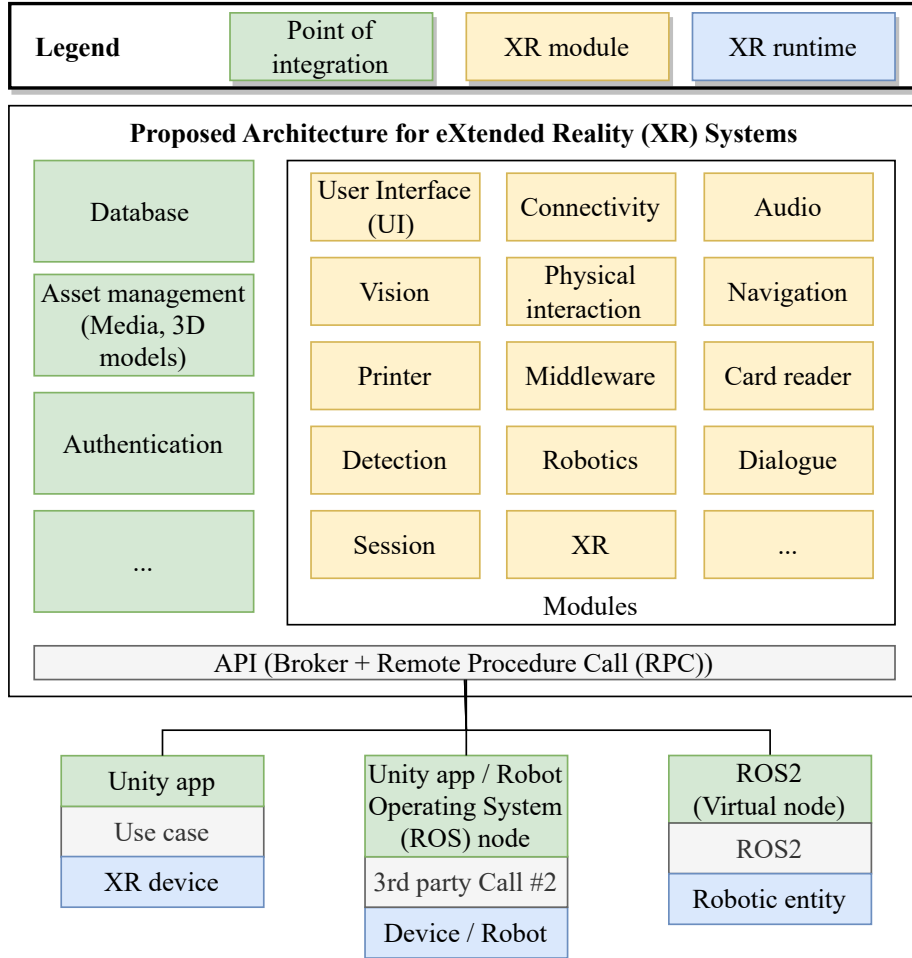 Legend
Point of
integration
XR module
XR runtime
Proposed Architecture for eXtended Reality (XR) Systems
Database
Asset management
(Media, 3D
models)
Authentication
...
User Interface
(UI)
Connectivity
Audio
Vision
Physical
interaction
Navigation
Printer
Middleware
Card reader
Detection
Robotics
Dialogue
Session
XR
...
Modules
API (Broker + Remote Procedure Call (RPC))
Unity app
Use case
XR device
Unity app / Robot
Operating System
(ROS) node
3rd party Call #2
Device / Robot
ROS2
(Virtual node)
ROS2
Robotic entity